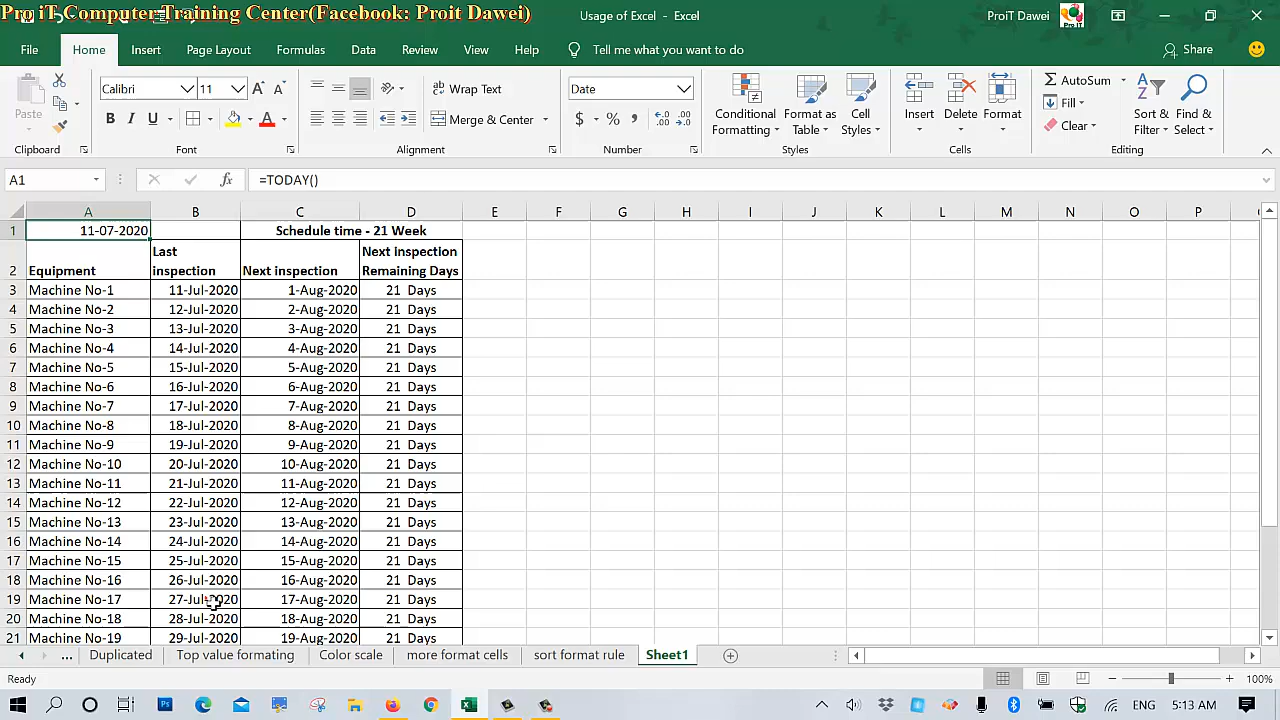 Pro iT Computer Training Center(Facebook: Proit Dawei)
Usage of Excel - Excel
ProiT Dawei
File Home Insert Page Layout Formulas Data Review View Help Tell me what you want to do Share
Paste
Clipboard
Calibri 11
B I U
Font
Wrap Text
Merge & Center
Alignment
Date
$ % ,
Number
Conditional Formatting
Format as Table
Cell Styles
Styles
Insert Delete Format
Cells
AutoSum
Fill
Clear
Sort & Filter
Find & Select
Editing
A1 fx =TODAY()
A B C D E F G H I J K L M N O P
1 11-07-2020 Schedule time - 21 Week
2 Equipment Last inspection Next inspection Next inspection Remaining Days
3 Machine No-1 11-Jul-2020 1-Aug-2020 21 Days
4 Machine No-2 12-Jul-2020 2-Aug-2020 21 Days
5 Machine No-3 13-Jul-2020 3-Aug-2020 21 Days
6 Machine No-4 14-Jul-2020 4-Aug-2020 21 Days
7 Machine No-5 15-Jul-2020 5-Aug-2020 21 Days
8 Machine No-6 16-Jul-2020 6-Aug-2020 21 Days
9 Machine No-7 17-Jul-2020 7-Aug-2020 21 Days
10 Machine No-8 18-Jul-2020 8-Aug-2020 21 Days
11 Machine No-9 19-Jul-2020 9-Aug-2020 21 Days
12 Machine No-10 20-Jul-2020 10-Aug-2020 21 Days
13 Machine No-11 21-Jul-2020 11-Aug-2020 21 Days
14 Machine No-12 22-Jul-2020 12-Aug-2020 21 Days
15 Machine No-13 23-Jul-2020 13-Aug-2020 21 Days
16 Machine No-14 24-Jul-2020 14-Aug-2020 21 Days
17 Machine No-15 25-Jul-2020 15-Aug-2020 21 Days
18 Machine No-16 26-Jul-2020 16-Aug-2020 21 Days
19 Machine No-17 27-Jul-2020 17-Aug-2020 21 Days
20 Machine No-18 28-Jul-2020 18-Aug-2020 21 Days
21 Machine No-19 29-Jul-2020 19-Aug-2020 21 Days
... Duplicated Top value formating Color scale more format cells sort format rule Sheet1
Ready 100%
ENG 5:13 AM